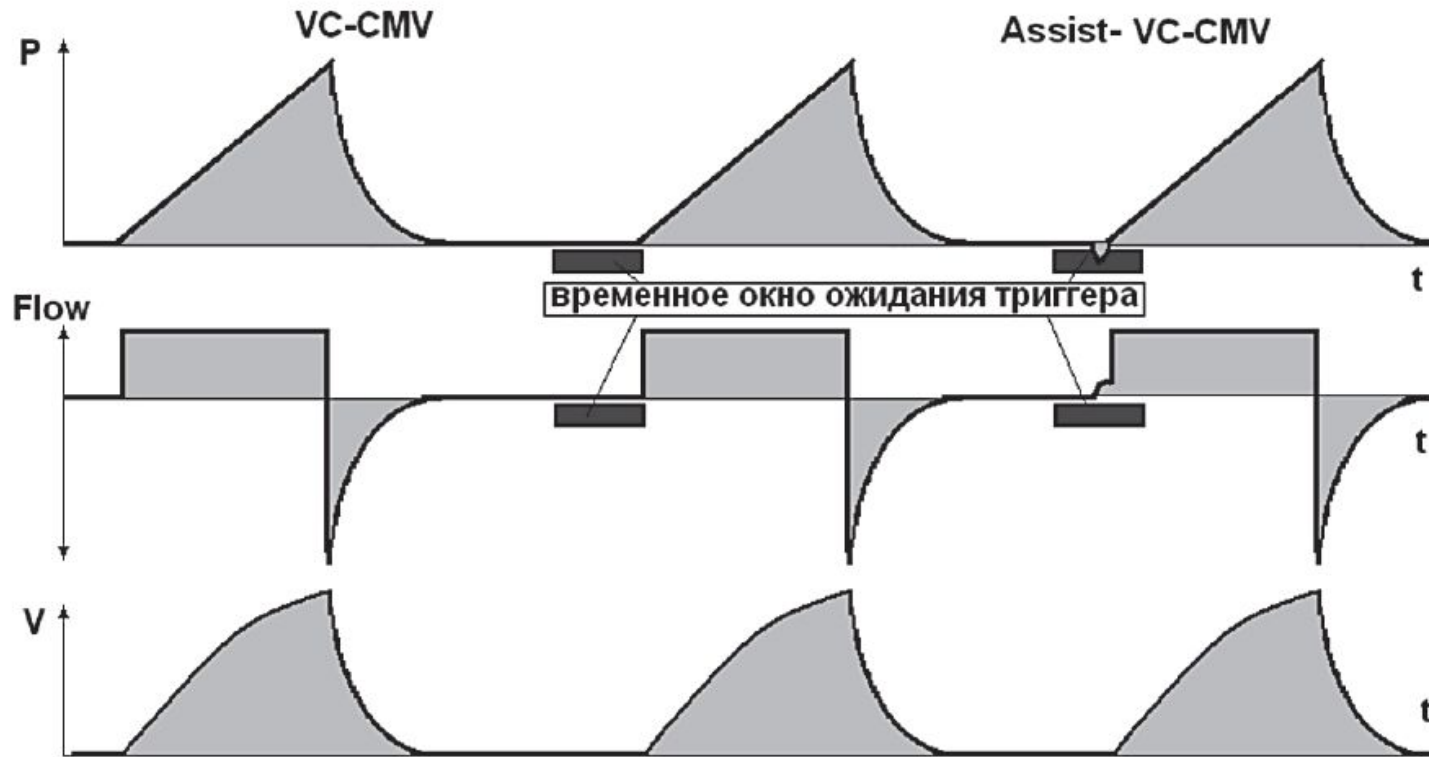 VC-CMV
Assist- VC-CMV
P
t
временное окно ожидания триггера
Flow
t
V
t